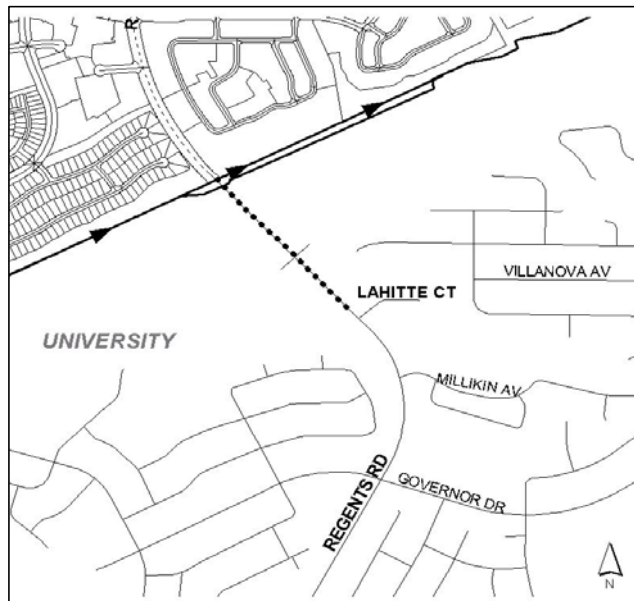 R
VILLANOVA AV
LAHITTE CT
UNIVERSITY
MILLIKIN AV
REGENTS RD
GOVERNOR DR
N